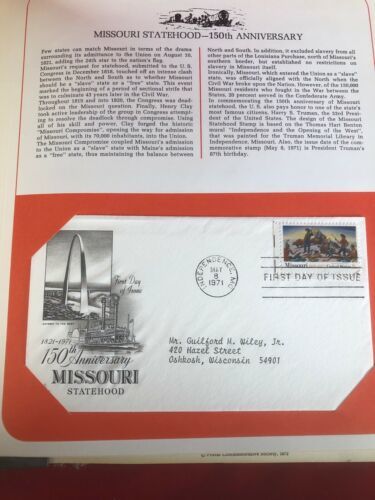 MISSOURI STATEHOOD—150th ANNIVERSARY
Few states can match Missouri in terms of the drama
surrounding its admittance to the Union on August 10,
1821, adding the 24th star to the nation's flag.
Missouri's request for statehood, submitted to the U. S.
Congress in December 1818, touched off an intense clash
between the North and South as to whether Missouri
should be a "slave" state or a "free" state. This event
marked the beginning of a period of sectional strife that
was to culminate 43 years later in the Civil War.
Throughout 1819 and into 1820, the Congress was dead-
locked on the Missouri question. Finally, Henry Clay
took active leadership of the group in Congress attempt-
ing to resolve the deadlock through compromise. Using
all of his skill and power, Clay forged the historic
"Missouri Compromise", opening the way for admission
of Missouri, with its 70,000 inhabitants, into the Union.
The Missouri Compromise coupled Missouri's admission
to the Union as a "slave" state with Maine's admission
as a "free" state, thus maintaining the balance between
North and South. In addition, it excluded slavery from all
other parts of the Louisiana Purchase, north of Missouri's
southern border, but established no restrictions on
slavery in Missouri itself.
Ironically, Missouri, which entered the Union as a "slave"
state, was officially aligned with the North when the
Civil War broke upon the Nation. However, of the 150,000
Missouri residents who fought in the War between the
States, 30 percent served in the Confederate Army.
In commemorating the 150th anniversary of Missouri
statehood, the U. S. also paid honor to one of the state's
most famous citizens, Harry S. Truman, the 33rd Presi-
dent of the United States. The design of the Missouri
Statehood Stamp is based on the Thomas Hart Benton
mural "Independence and the Opening of the West",
that was painted for the Truman Memorial Library in
Independence, Missouri. Also, the issue date of the com-
memorative stamp (May 8, 1971) is President Truman's
87th birthday.
First Day
of Issue
GATEWAY TO THE WEST
1821-1971
150th Anniversary
MISSOURI
STATEHOOD
INDEPENDENCE, MO.
MAY
8
1971
Missouri
United States
FIRST DAY OF ISSUE
Mr. Guilford H. Wiley, Jr.
420 Hazel Street
Oshkosh, Wisconsin 54901
Commemorative Society, 1972